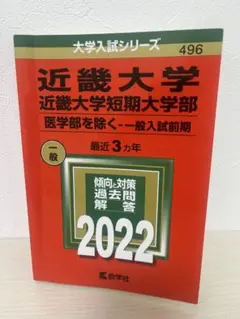 大学入試シリーズ
496
近畿大学
近畿大学短期大学部
医学部を除く-一般入試前期
一般
最近3カ年
傾向と対策
過去問
解答
2022
教学社